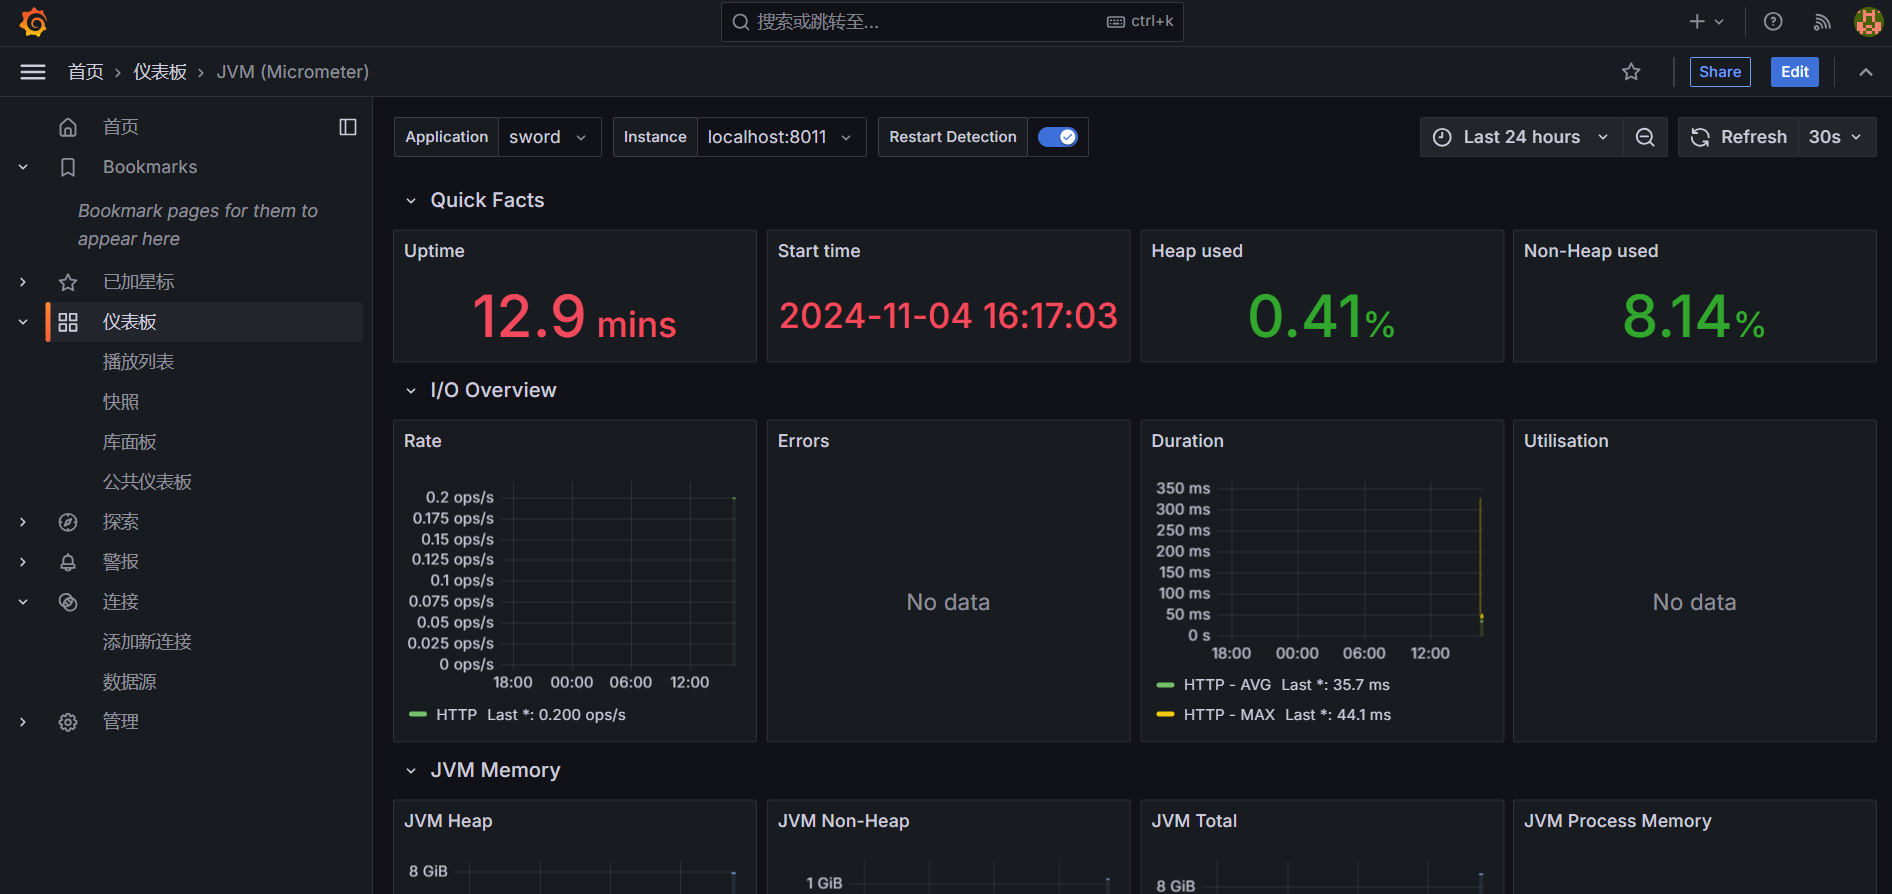 搜索或跳转至...
ctrl+k
首页 › 仪表板 › JVM (Micrometer)
Share
Edit
首页
Bookmarks
Bookmark pages for them to
appear here
已加星标
仪表板
播放列表
快照
库面板
公共仪表板
探索
警报
连接
添加新连接
数据源
管理
Application sword
Instance localhost:8011
Restart Detection
Last 24 hours
Refresh 30s
Quick Facts
Uptime
12.9 mins
Start time
2024-11-04 16:17:03
Heap used
0.41%
Non-Heap used
8.14%
I/O Overview
Rate
0.2 ops/s
0.175 ops/s
0.15 ops/s
0.125 ops/s
0.1 ops/s
0.075 ops/s
0.05 ops/s
0.025 ops/s
0 ops/s
18:00 00:00 06:00 12:00
HTTP Last *: 0.200 ops/s
Errors
No data
Duration
350 ms
300 ms
250 ms
200 ms
150 ms
100 ms
50 ms
0 s
18:00 00:00 06:00 12:00
HTTP - AVG Last *: 35.7 ms
HTTP - MAX Last *: 44.1 ms
Utilisation
No data
JVM Memory
JVM Heap
8 GiB
JVM Non-Heap
1 GiB
JVM Total
8 GiB
JVM Process Memory